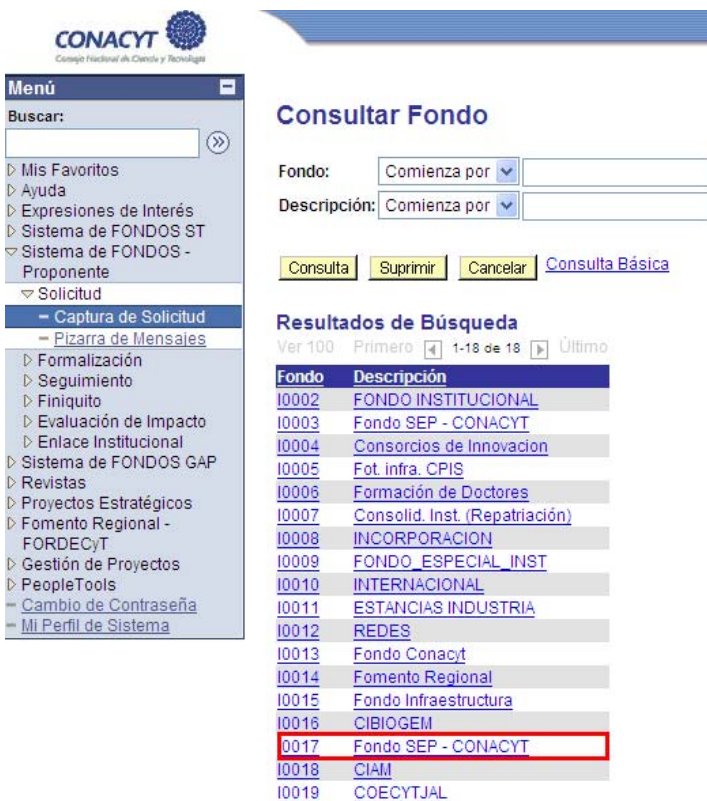 CONACYT
Consejo Nacional de Ciencia y Tecnología
Menú
Buscar:
Mis Favoritos
Ayuda
Expresiones de Interés
Sistema de FONDOS ST
Sistema de FONDOS -
Proponente
Solicitud
Captura de Solicitud
Pizarra de Mensajes
Formalización
Seguimiento
Finiquito
Evaluación de Impacto
Enlace Institucional
Sistema de FONDOS GAP
Revistas
Proyectos Estratégicos
Fomento Regional -
FORDECyT
Gestión de Proyectos
PeopleTools
Cambio de Contraseña
Mi Perfil de Sistema
Consultar Fondo
Fondo: Comienza por
Descripción: Comienza por
Consulta Suprimir Cancelar Consulta Básica
Resultados de Búsqueda
Ver 100 Primero 1-18 de 18 Último
Fondo Descripción
I0002 FONDO INSTITUCIONAL
I0003 Fondo SEP - CONACYT
I0004 Consorcios de Innovacion
I0005 Fot. infra. CPIS
I0006 Formación de Doctores
I0007 Consolid. Inst. (Repatriación)
I0008 INCORPORACION
I0009 FONDO_ESPECIAL_INST
I0010 INTERNACIONAL
I0011 ESTANCIAS INDUSTRIA
I0012 REDES
I0013 Fondo Conacyt
I0014 Fomento Regional
I0015 Fondo Infraestructura
I0016 CIBIOGEM
0017 Fondo SEP - CONACYT
I0018 CIAM
I0019 COECYTJAL